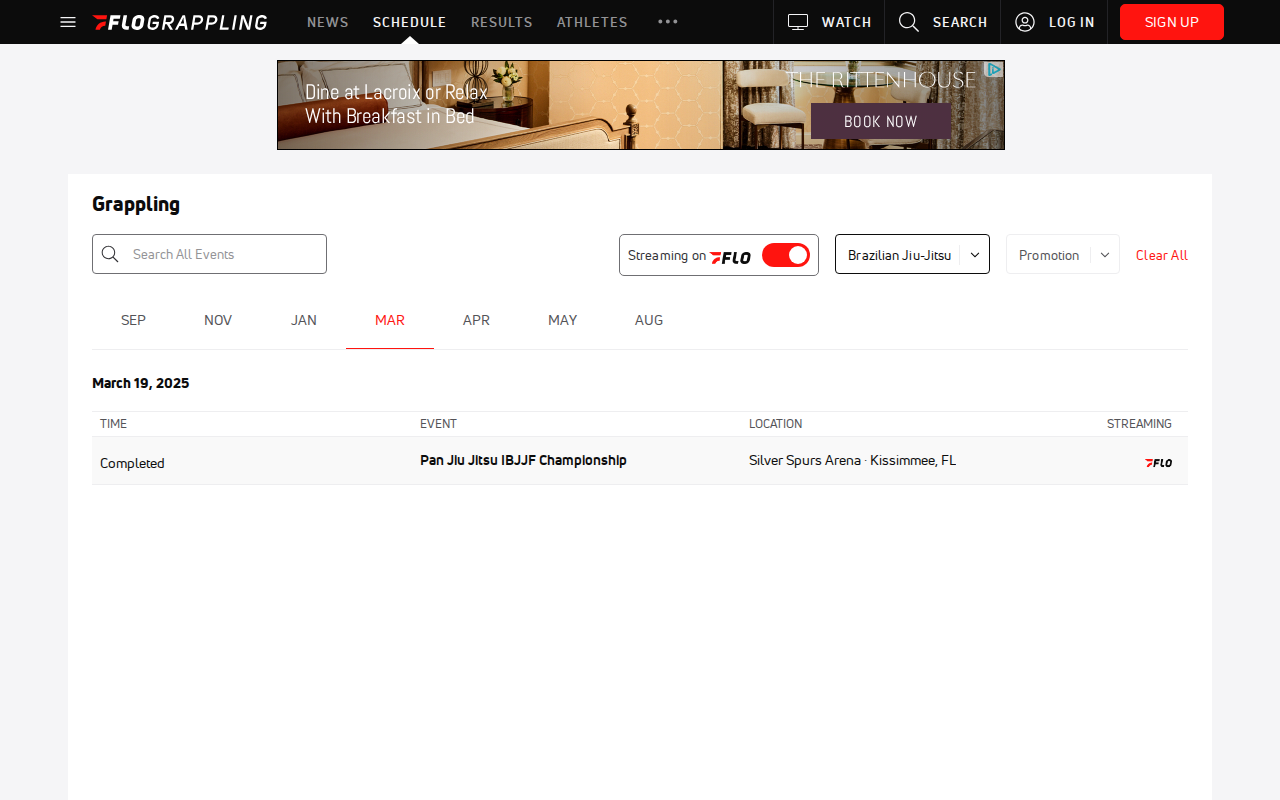 FLOGRAPPLING NEWS SCHEDULE RESULTS ATHLETES WATCH SEARCH LOG IN SIGN UP
Dine at Lacroix or Relax
With Breakfast in Bed
THE RITTENHOUSE
BOOK NOW
Grappling
Search All Events
Streaming on FLO
Brazilian Jiu-Jitsu
Promotion
Clear All
SEP NOV JAN MAR APR MAY AUG
March 19, 2025
TIME EVENT LOCATION STREAMING
Completed Pan Jiu Jitsu IBJJF Championship Silver Spurs Arena · Kissimmee, FL FLO